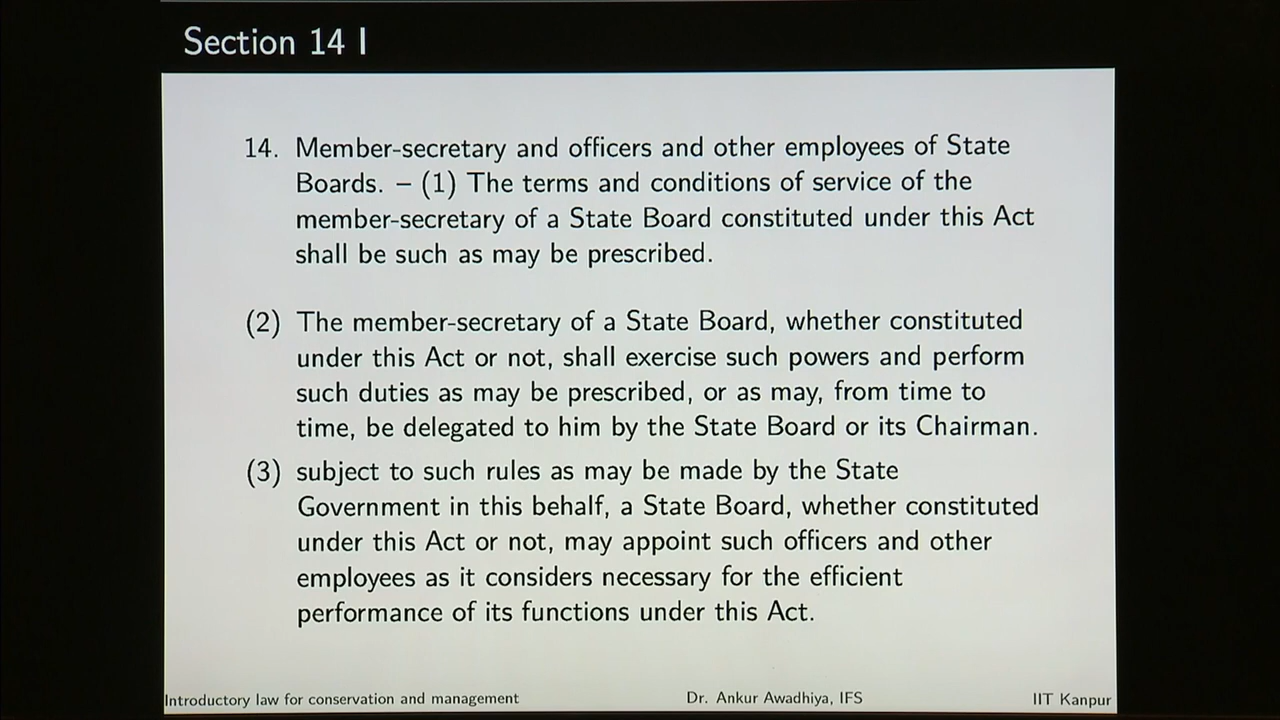 Section 14 I
14. Member-secretary and officers and other employees of State
Boards. – (1) The terms and conditions of service of the
member-secretary of a State Board constituted under this Act
shall be such as may be prescribed.
(2) The member-secretary of a State Board, whether constituted
under this Act or not, shall exercise such powers and perform
such duties as may be prescribed, or as may, from time to
time, be delegated to him by the State Board or its Chairman.
(3) subject to such rules as may be made by the State
Government in this behalf, a State Board, whether constituted
under this Act or not, may appoint such officers and other
employees as it considers necessary for the efficient
performance of its functions under this Act.
Introductory law for conservation and management Dr. Ankur Awadhiya, IFS IIT Kanpur